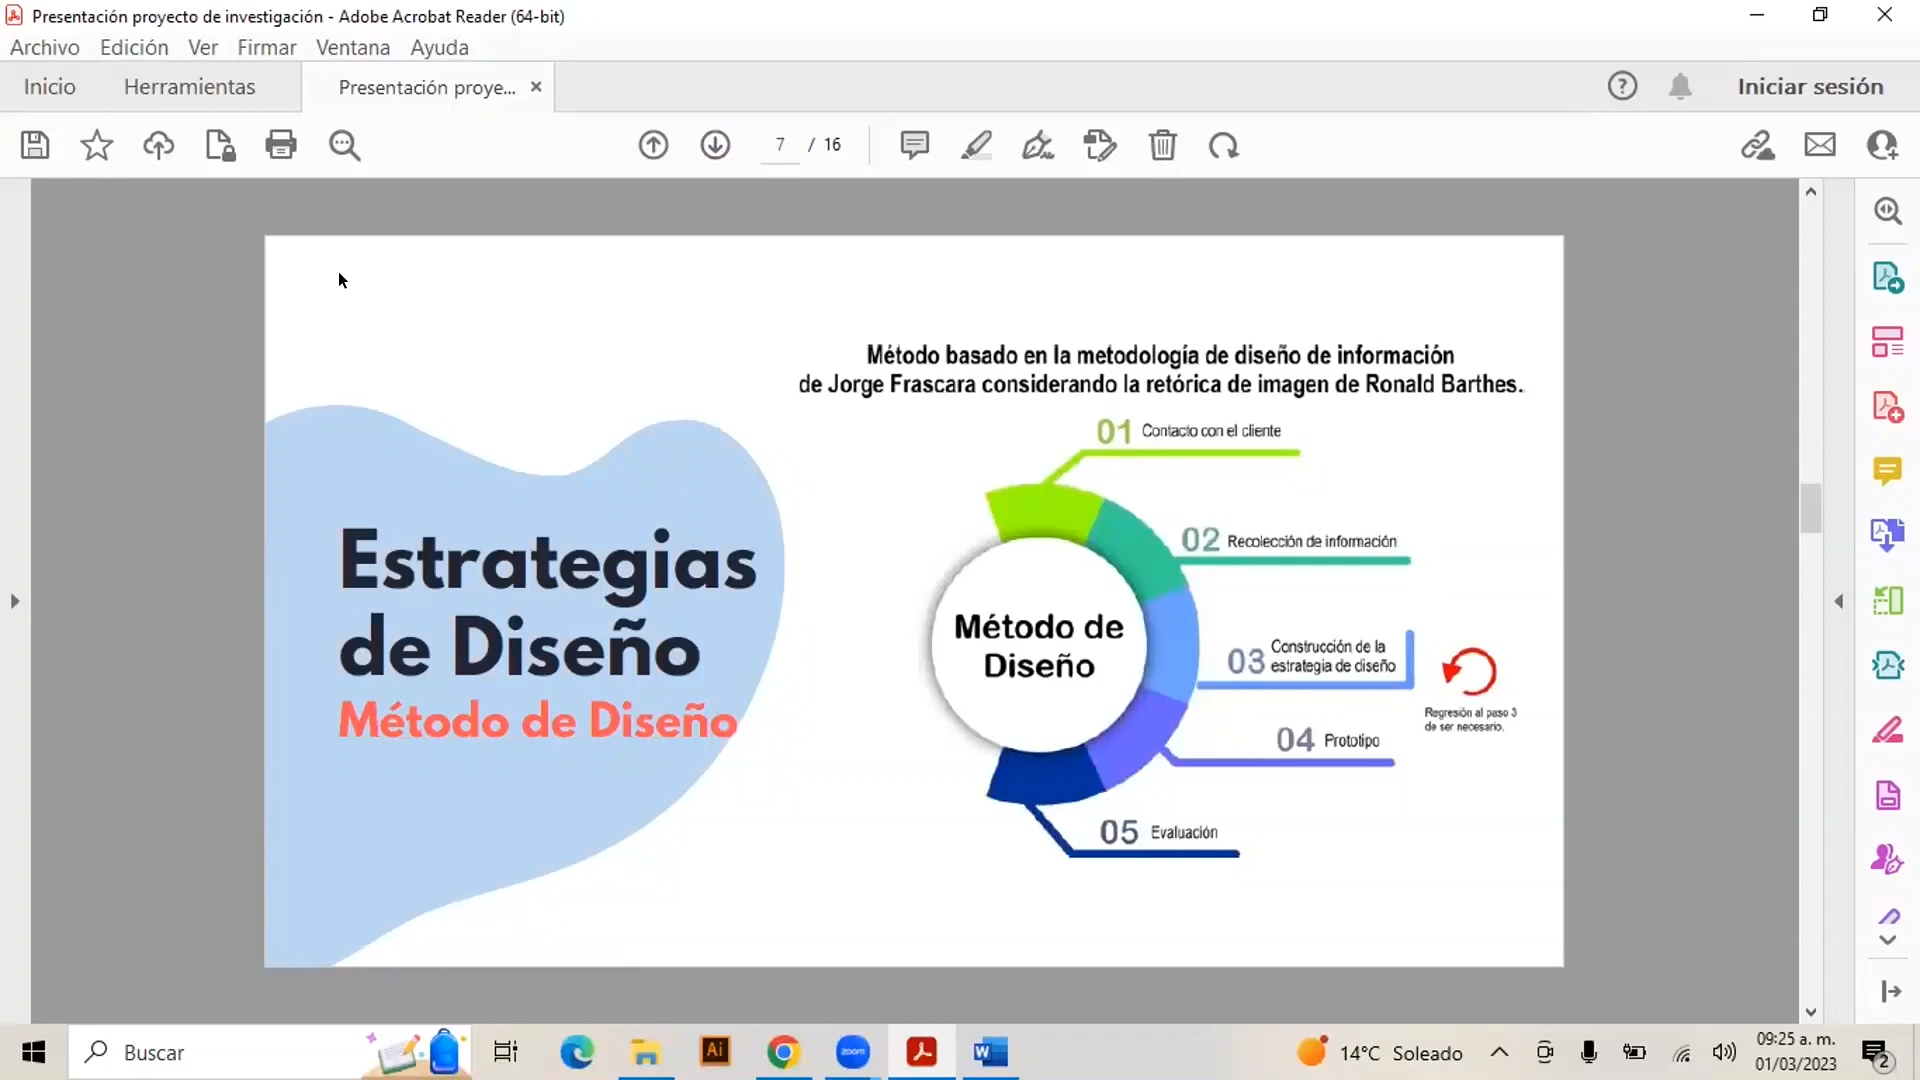 Presentación proyecto de investigación - Adobe Acrobat Reader (64-bit)
Archivo Edición Ver Firmar Ventana Ayuda
Inicio Herramientas Presentación proye... Iniciar sesión
7 / 16
Método basado en la metodología de diseño de información
de Jorge Frascara considerando la retórica de imagen de Ronald Barthes.
01 Contacto con el cliente
02 Recolección de información
Estrategias
de Diseño
Método de Diseño
Método de
Diseño
03 Construcción de la
estrategia de diseño
Regresión al paso 3
de ser necesario.
04 Prototipo
05 Evaluación
Buscar
Ai
zoom
W
14°C Soleado
09:25 a. m.
01/03/2023
2